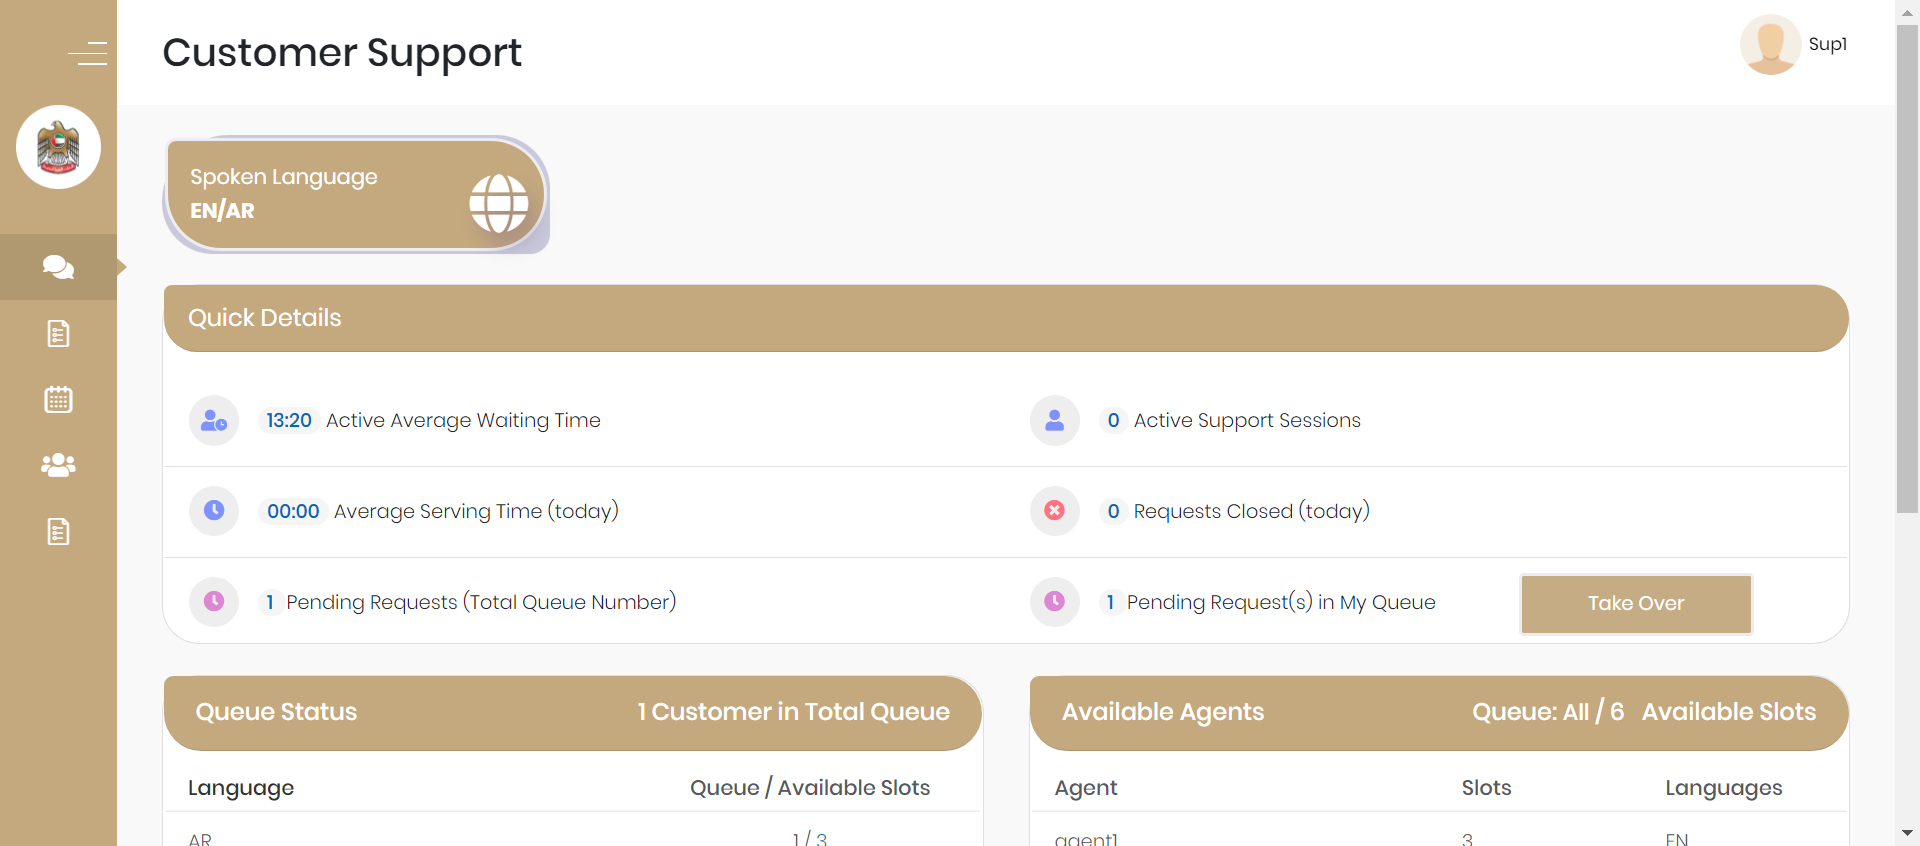 Customer Support
Sup1
Spoken Language
EN/AR
Quick Details
13:20 Active Average Waiting Time
0 Active Support Sessions
00:00 Average Serving Time (today)
0 Requests Closed (today)
1 Pending Requests (Total Queue Number)
1 Pending Request(s) in My Queue
Take Over
Queue Status 1 Customer in Total Queue
Language Queue / Available Slots
AR 1 / 3
Available Agents Queue: All / 6 Available Slots
Agent Slots Languages
agent1 3 EN